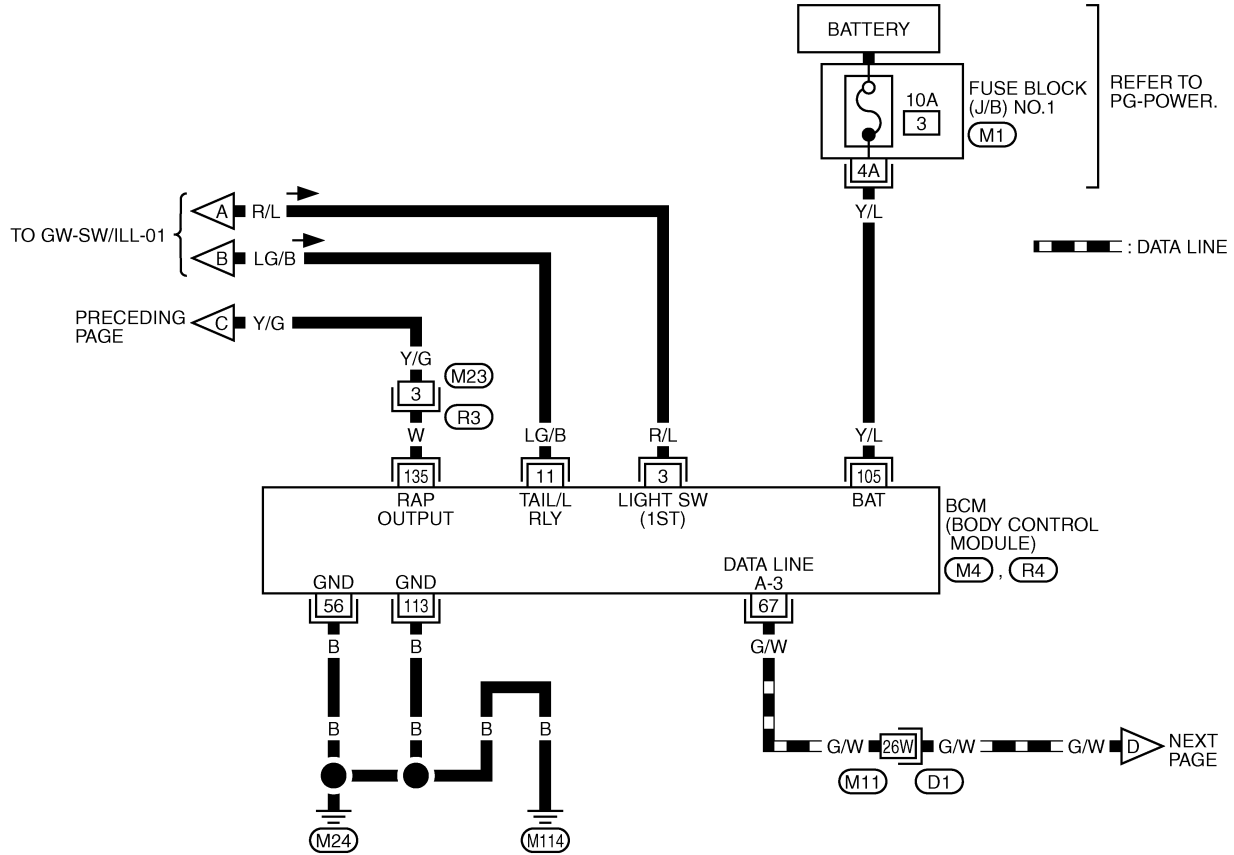 BATTERY
10A
3
FUSE BLOCK
(J/B) NO.1
M1
REFER TO
PG-POWER.
4A
Y/L
TO GW-SW/ILL-01
A
R/L
B
LG/B
: DATA LINE
PRECEDING
PAGE
C
Y/G
Y/G
3
M23
R3
W
LG/B
R/L
Y/L
135
11
3
105
RAP
OUTPUT
TAIL/L
RLY
LIGHT SW
(1ST)
BAT
BCM
(BODY CONTROL
MODULE)
M4 , R4
GND
GND
DATA LINE
A-3
56
113
67
B
B
G/W
B
B
B
B
G/W
26W
G/W
G/W
D
NEXT
PAGE
M11
D1
M24
M114